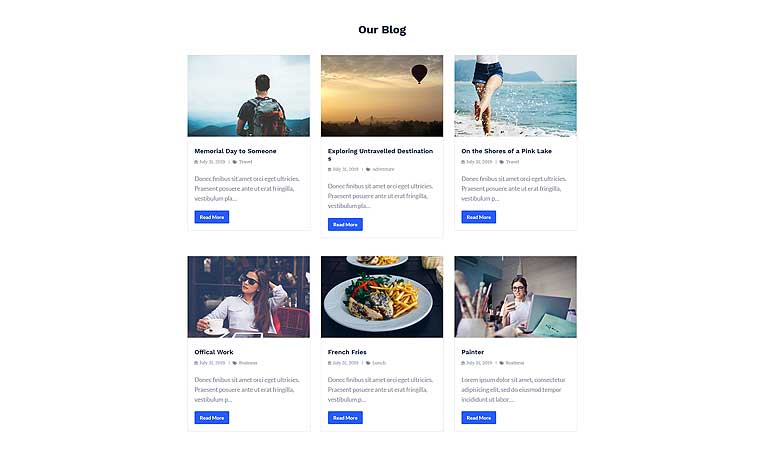 Our Blog
Memorial Day to Someone
July 31, 2019 | Travel
Donec finibus sit amet orci eget ultricies.
Praesent posuere ante ut erat fringilla,
vestibulum pla...
Read More
Exploring Untravelled Destination
s
July 31, 2019 | Adventure
Donec finibus sit amet orci eget ultricies.
Praesent posuere ante ut erat fringilla,
vestibulum pla...
Read More
On the Shores of a Pink Lake
July 31, 2019 | Travel
Donec finibus sit amet orci eget ultricies.
Praesent posuere ante ut erat fringilla,
vestibulum p...
Read More
Offical Work
July 31, 2019 | Business
Donec finibus sit amet orci eget ultricies.
Praesent posuere ante ut erat fringilla,
vestibulum p...
Read More
French Fries
July 31, 2019 | Lunch
Donec finibus sit amet orci eget ultricies.
Praesent posuere ante ut erat fringilla,
vestibulum p...
Read More
Painter
July 31, 2019 | Business
Lorem ipsum dolor sit amet, consectetur
adipisicing elit, sed do eiusmod tempor
incididunt ut labor...
Read More